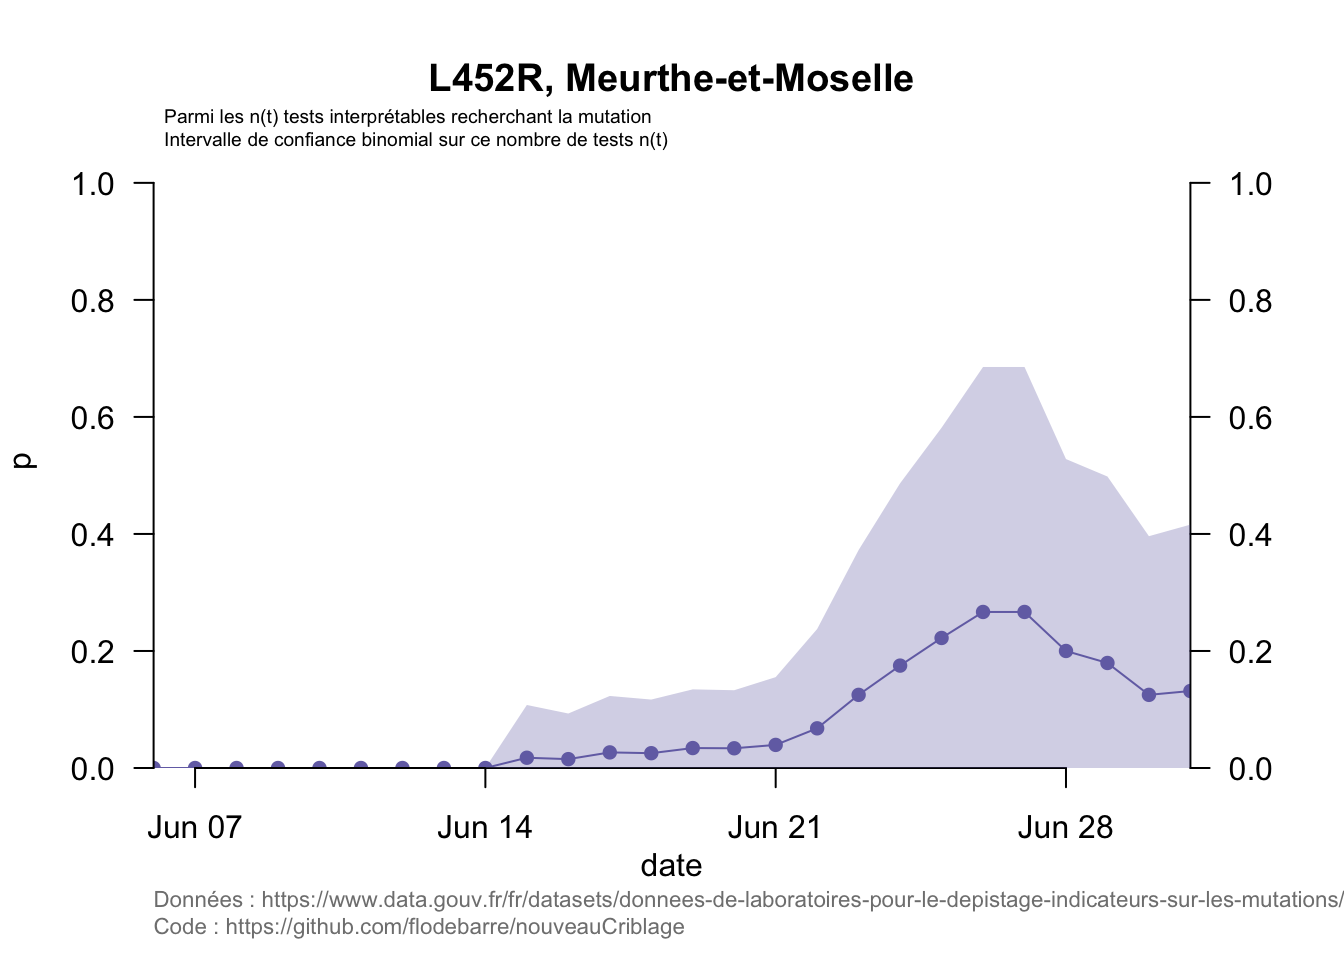 L452R, Meurthe-et-Moselle
Parmi les n(t) tests interprétables recherchant la mutation
Intervalle de confiance binomial sur ce nombre de tests n(t)
1.0
0.8
0.6
0.4
0.2
0.0
p
1.0
0.8
0.6
0.4
0.2
0.0
Jun 07 Jun 14 Jun 21 Jun 28
date
Données : https://www.data.gouv.fr/fr/datasets/donnees-de-laboratoires-pour-le-depistage-indicateurs-sur-les-mutations/
Code : https://github.com/flodebarre/nouveauCriblage